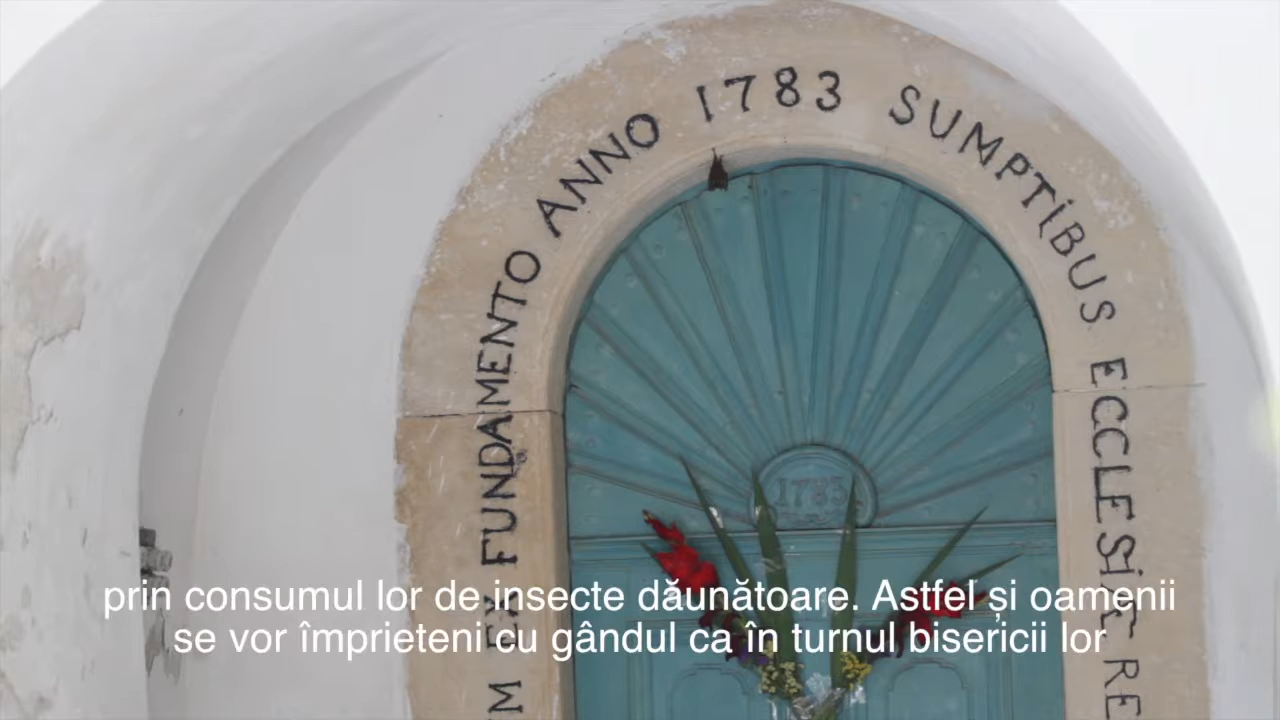 EX FUNDAMENTO ANNO 1783 SUMPTIBUS ECCLESIÆ
1783
prin consumul lor de insecte dăunătoare. Astfel și oamenii
se vor împrieteni cu gândul ca în turnul bisericii lor